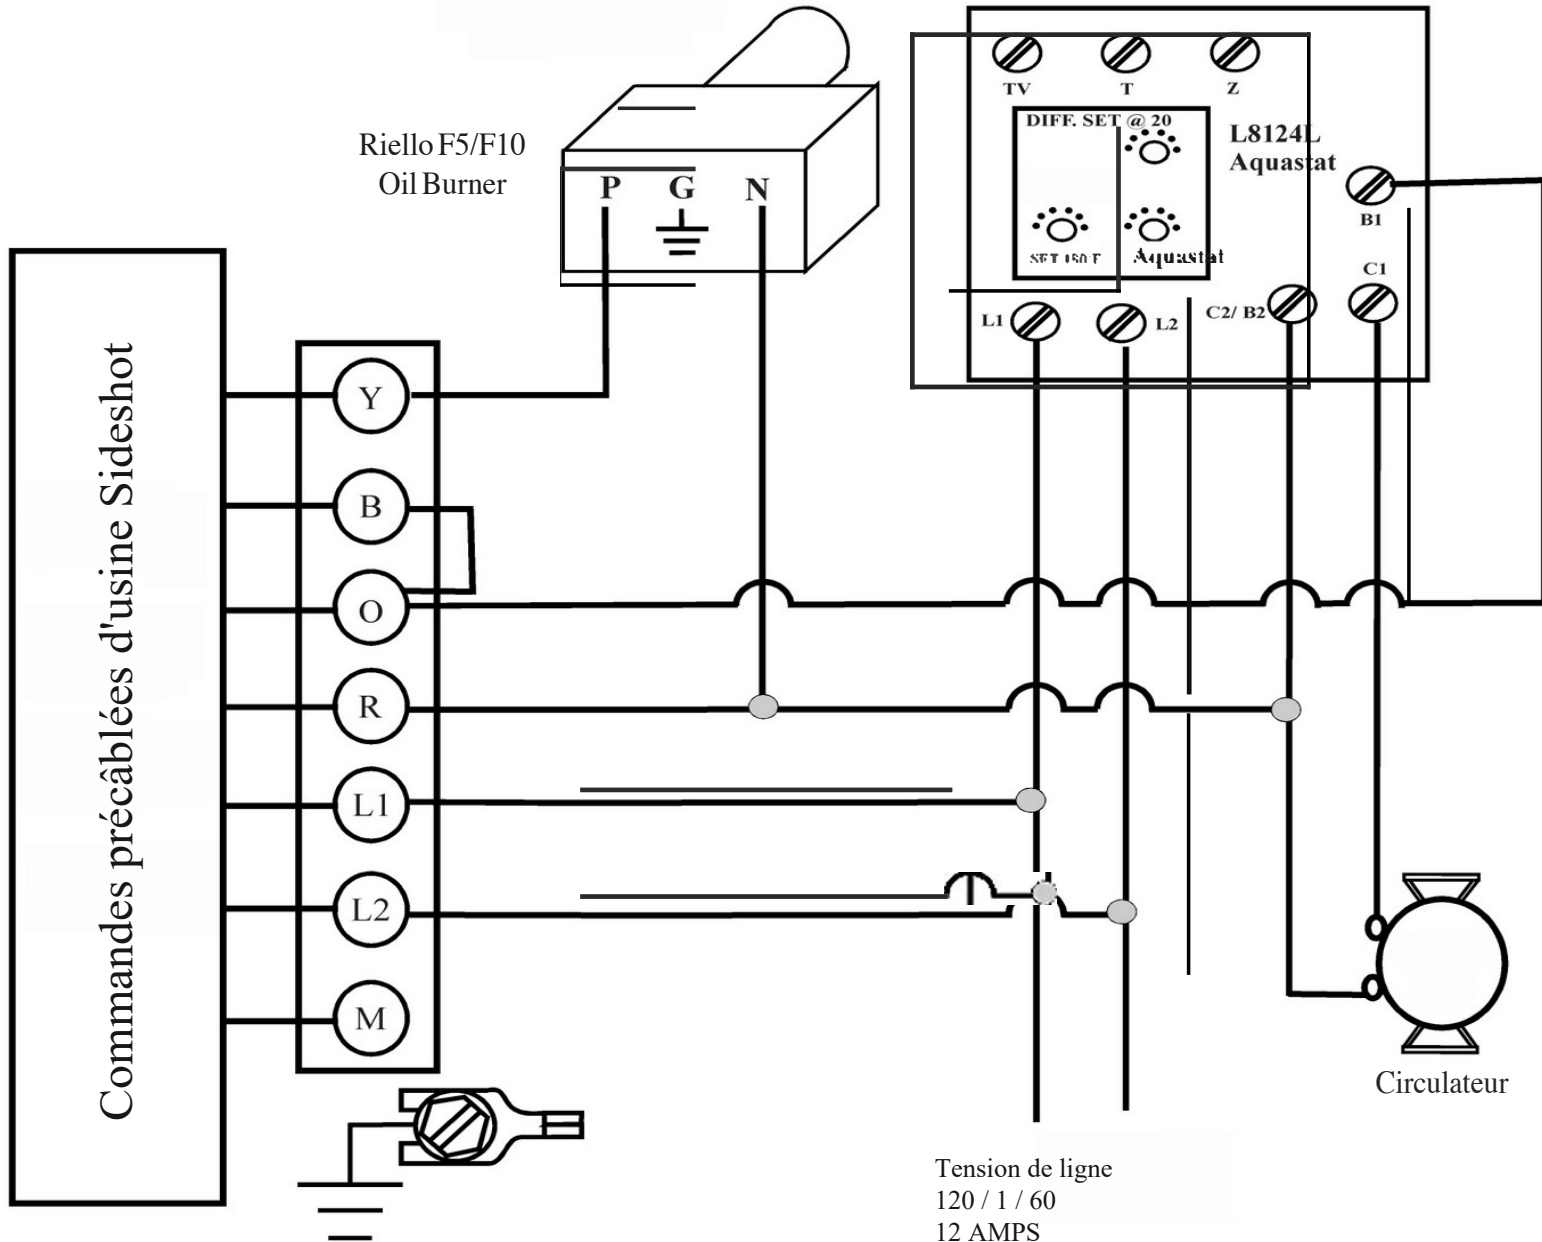 TV T Z
DIFF. SET @ 20
L8124L
Aquastat
Riello F5/F10
Oil Burner
P G N
B1
Aquastat
C1
L1
L2
C2/ B2
Commandes précâblées d'usine Sideshot
Y
B
O
R
L1
L2
M
Circulateur
Tension de ligne
120 / 1 / 60
12 AMPS